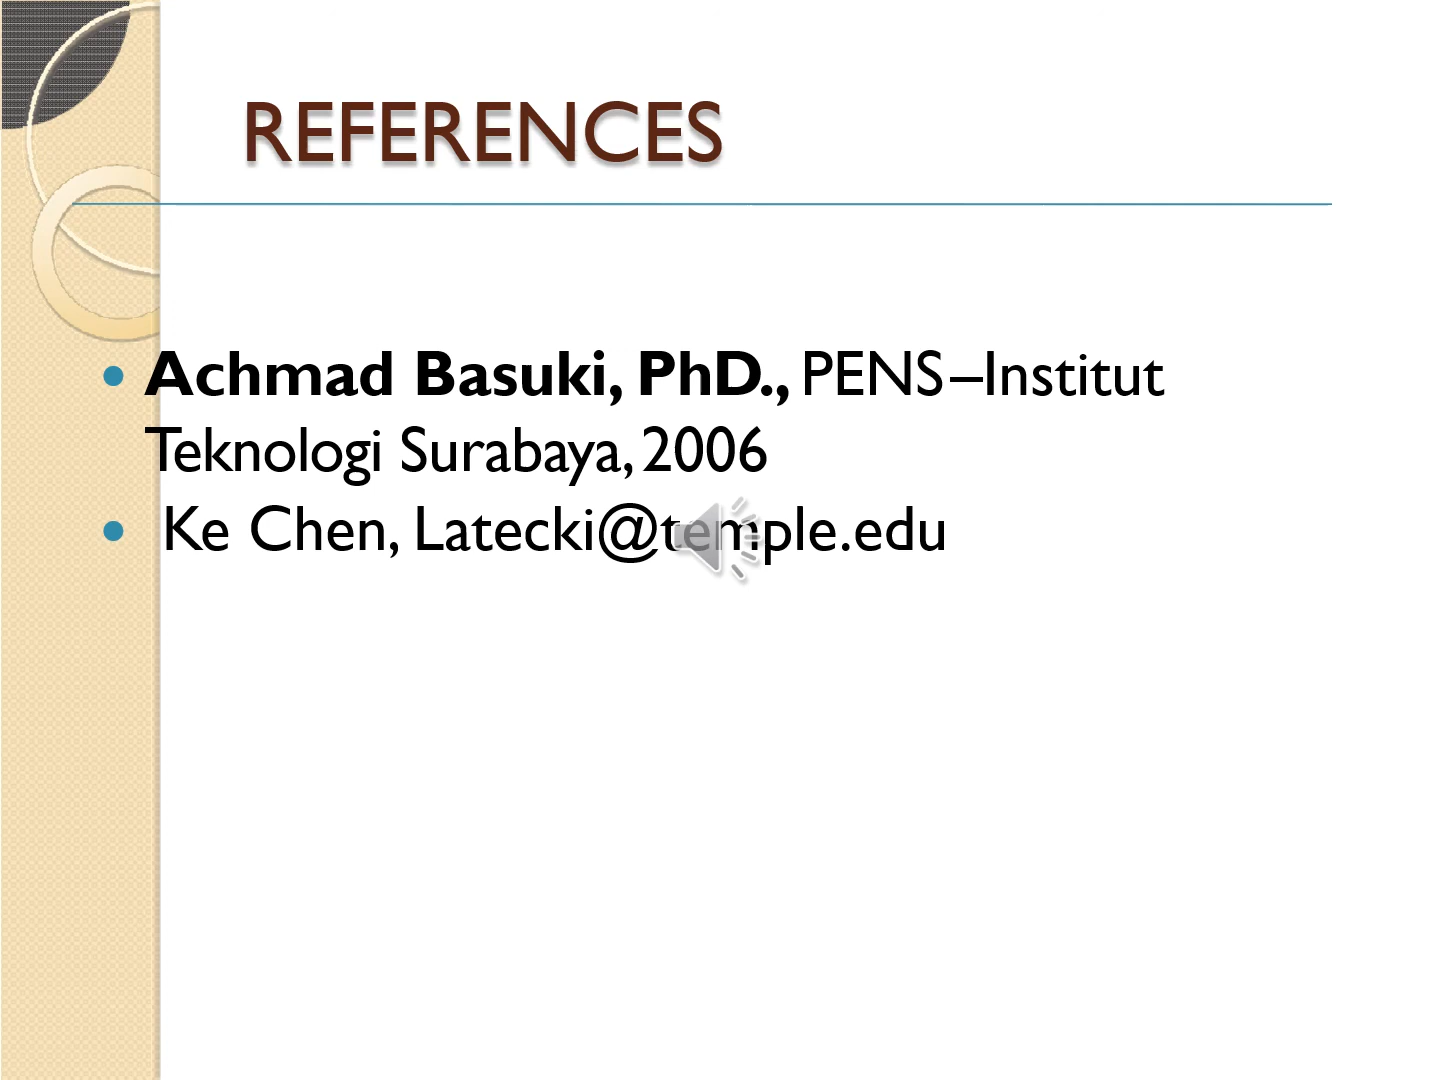 REFERENCES
• Achmad Basuki, PhD., PENS–Institut
Teknologi Surabaya, 2006
• Ke Chen, Latecki@temple.edu